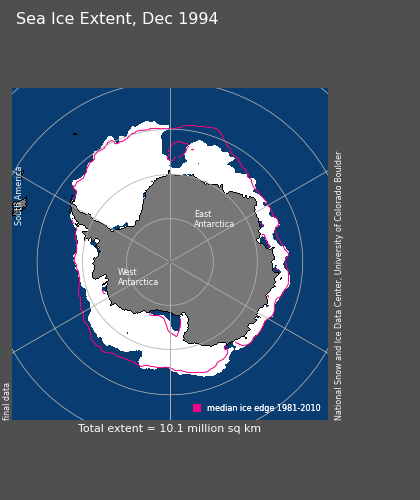 Sea Ice Extent, Dec 1994
South America
East
Antarctica
West
Antarctica
National Snow and Ice Data Center, University of Colorado Boulder
final data
median ice edge 1981-2010
Total extent = 10.1 million sq km